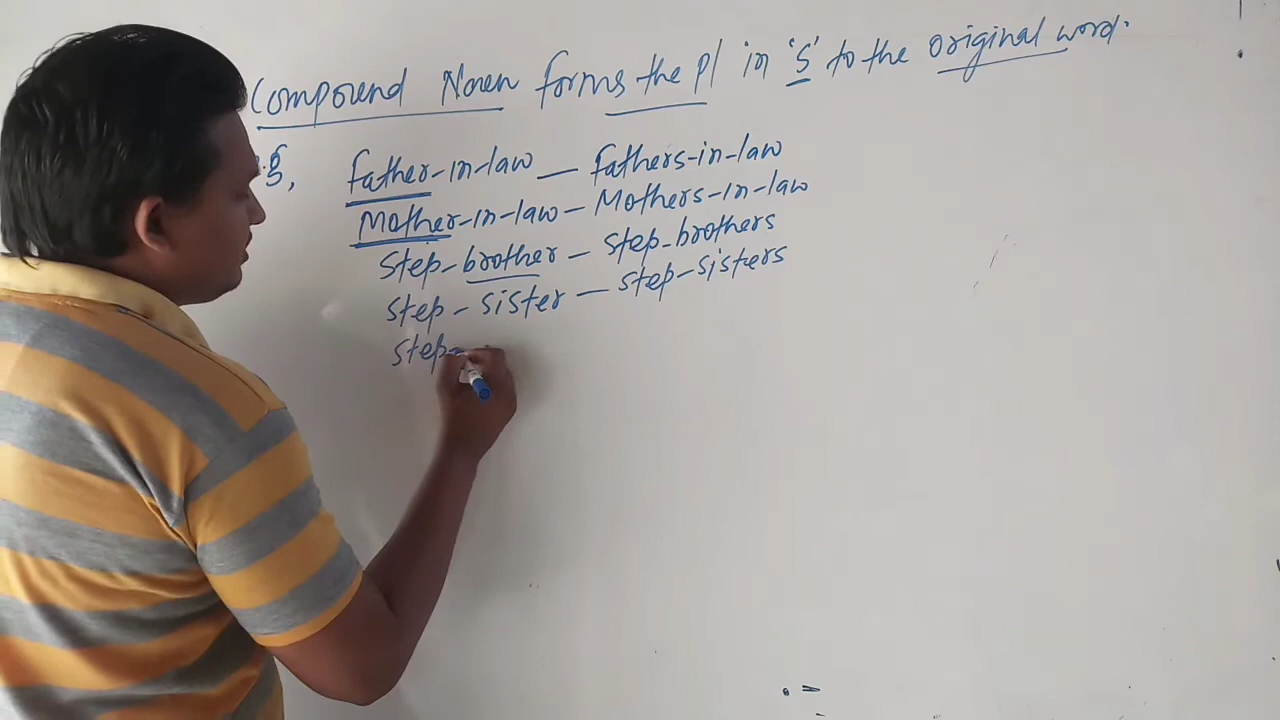 Compound Noun forms the pl in 's' to the original word.
.g, father-in-law — fathers-in-law
Mother-in-law — Mothers-in-law
Step-brother — step-brothers
step-sister — step-sisters
step-